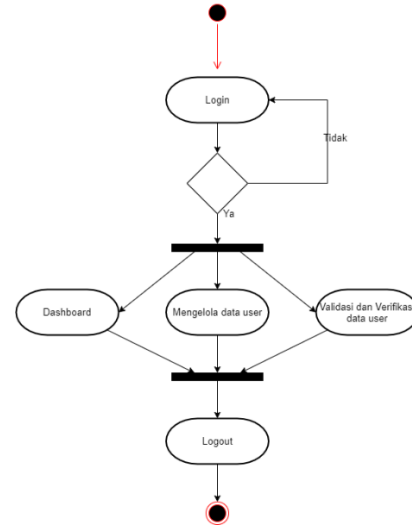 Login
Tidak
Ya
Dashboard
Mengelola data user
Validasi dan Verifikas
data user
Logout